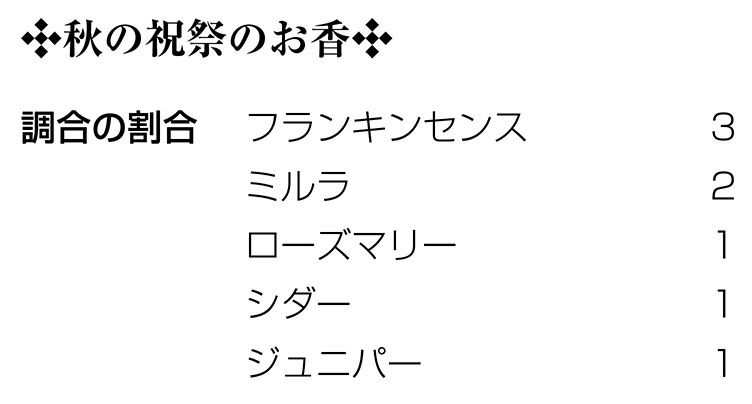 ❖秋の祝祭のお香❖
調合の割合 フランキンセンス 3
ミルラ 2
ローズマリー 1
シダー 1
ジュニパー 1